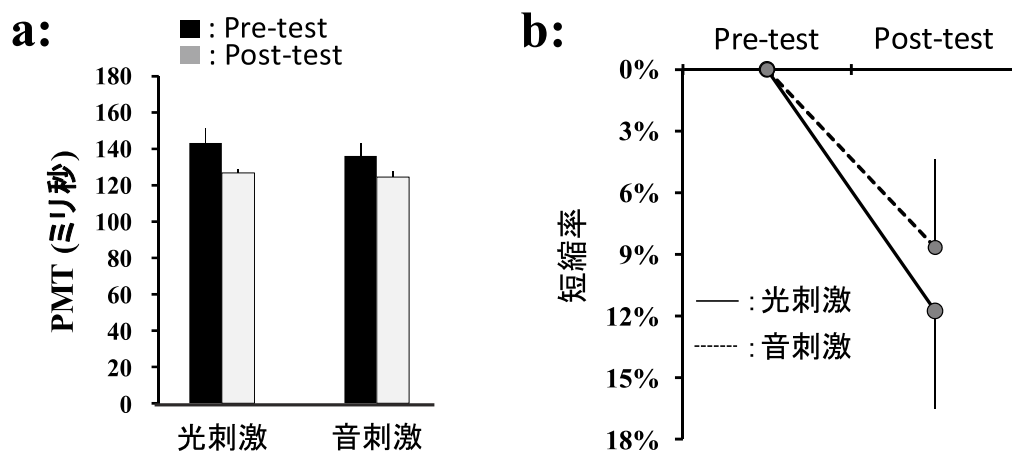 a:
: Pre-test
: Post-test
PMT (ミリ秒)
180
160
140
120
100
80
60
40
20
0
光刺激 音刺激
b:
Pre-test Post-test
短縮率
0%
3%
6%
9%
12%
15%
18%
: 光刺激
: 音刺激